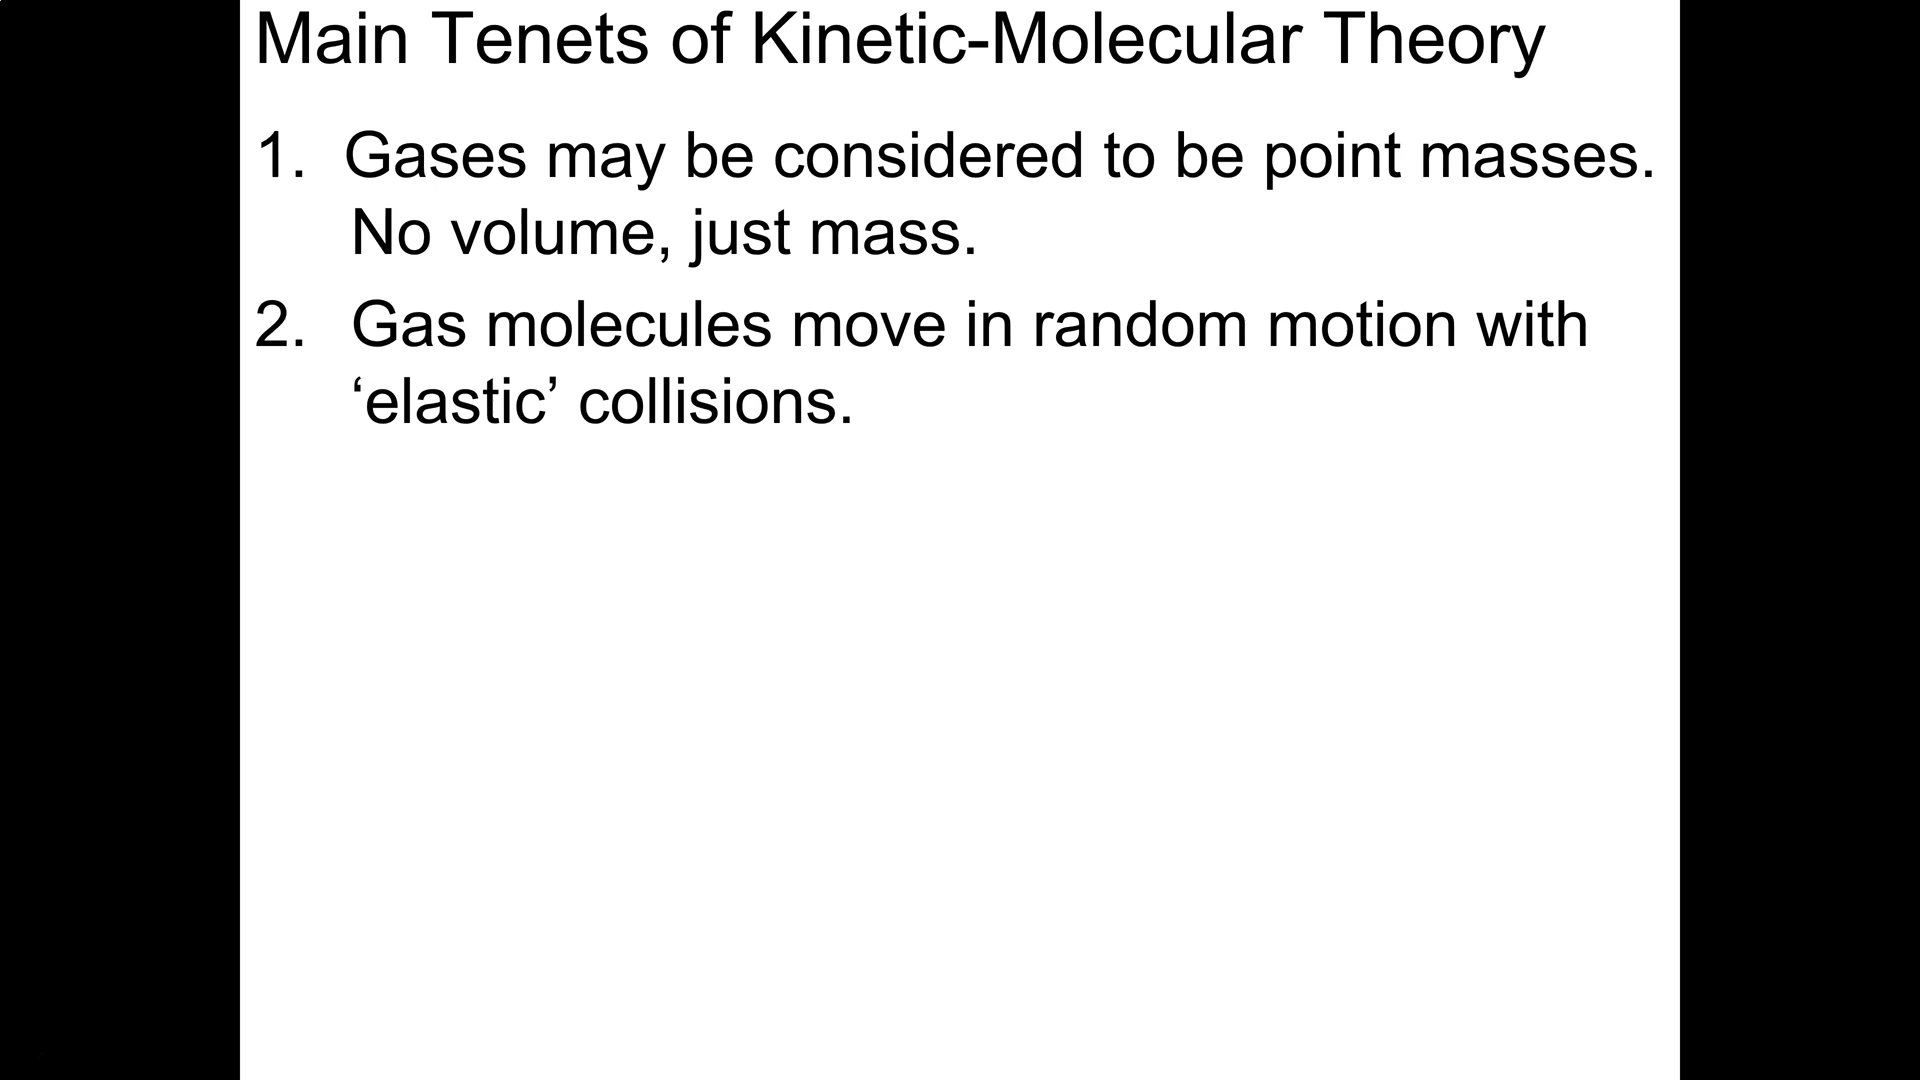 Main Tenets of Kinetic-Molecular Theory
1. Gases may be considered to be point masses.
No volume, just mass.
2. Gas molecules move in random motion with
‘elastic’ collisions.